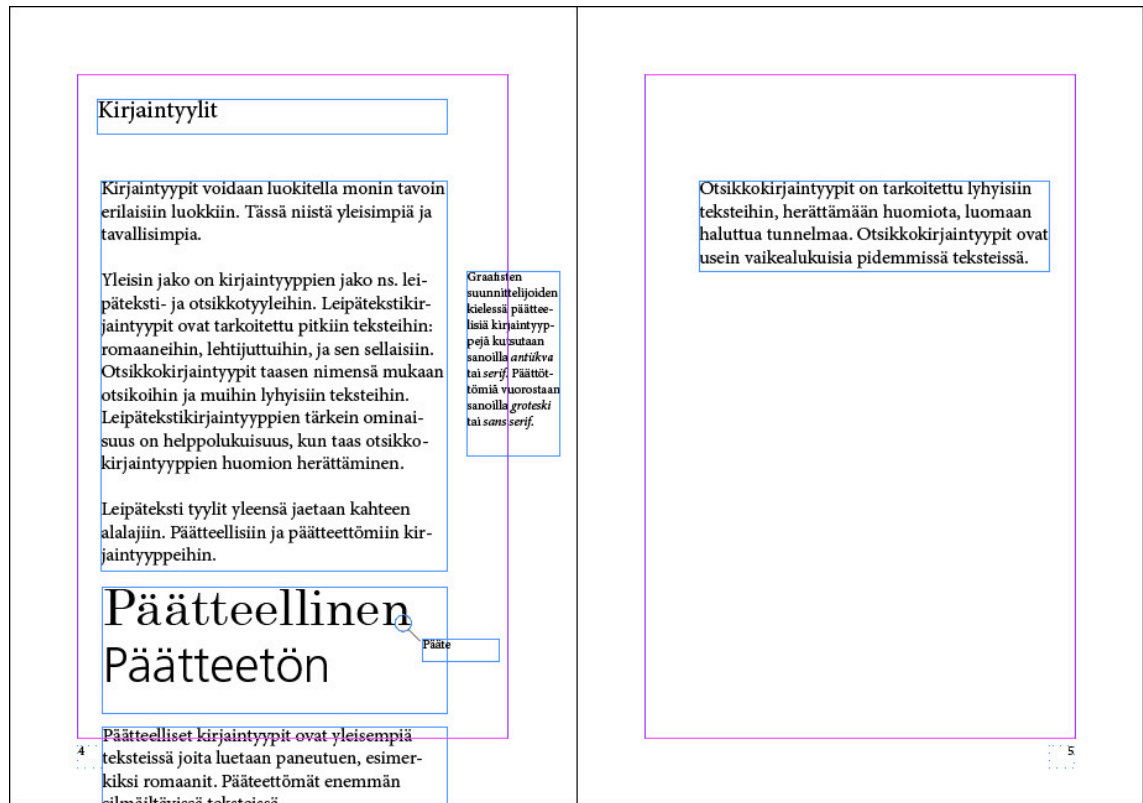 Kirjaintyylit
Kirjaintyypit voidaan luokitella monin tavoin
erilaisiin luokkiin. Tässä niistä yleisimpiä ja
tavallisimpia.
Yleisin jako on kirjaintyyppien jako ns. lei-
päteksti- ja otsikkotyyleihin. Leipätekstikir-
jaintyypit ovat tarkoitettu pitkiin teksteihin:
romaaneihin, lehtijuttuihin, ja sen sellaisiin.
Otsikkokirjaintyypit taasen nimensä mukaan
otsikoihin ja muihin lyhyisiin teksteihin.
Leipätekstikirjaintyyppien tärkein ominai-
suus on helppolukuisuus, kun taas otsikko-
kirjaintyyppien huomion herättäminen.
Leipäteksti tyylit yleensä jaetaan kahteen
alalajiin. Päätteellisiin ja päätteettömiin kir-
jaintyyppeihin.
Graafisten
suunnittelijoiden
kielessä päättee-
lisiä kirjaintyyp-
pejä kutsutaan
sanoilla antiikva
tai serif. Päättöt-
tömiä vuorostaan
sanoilla groteski
tai sans serif.
Päätteellinen
Pääte
Päätteetön
Päätteelliset kirjaintyypit ovat yleisempiä
teksteissä joita luetaan paneutuen, esimer-
kiksi romaanit. Pääteettömät enemmän
silmäiltävissä teksteissä
4
Otsikkokirjaintyypit on tarkoitettu lyhyisiin
teksteihin, herättämään huomiota, luomaan
haluttua tunnelmaa. Otsikkokirjaintyypit ovat
usein vaikealukuisia pidemmissä teksteissä.
5